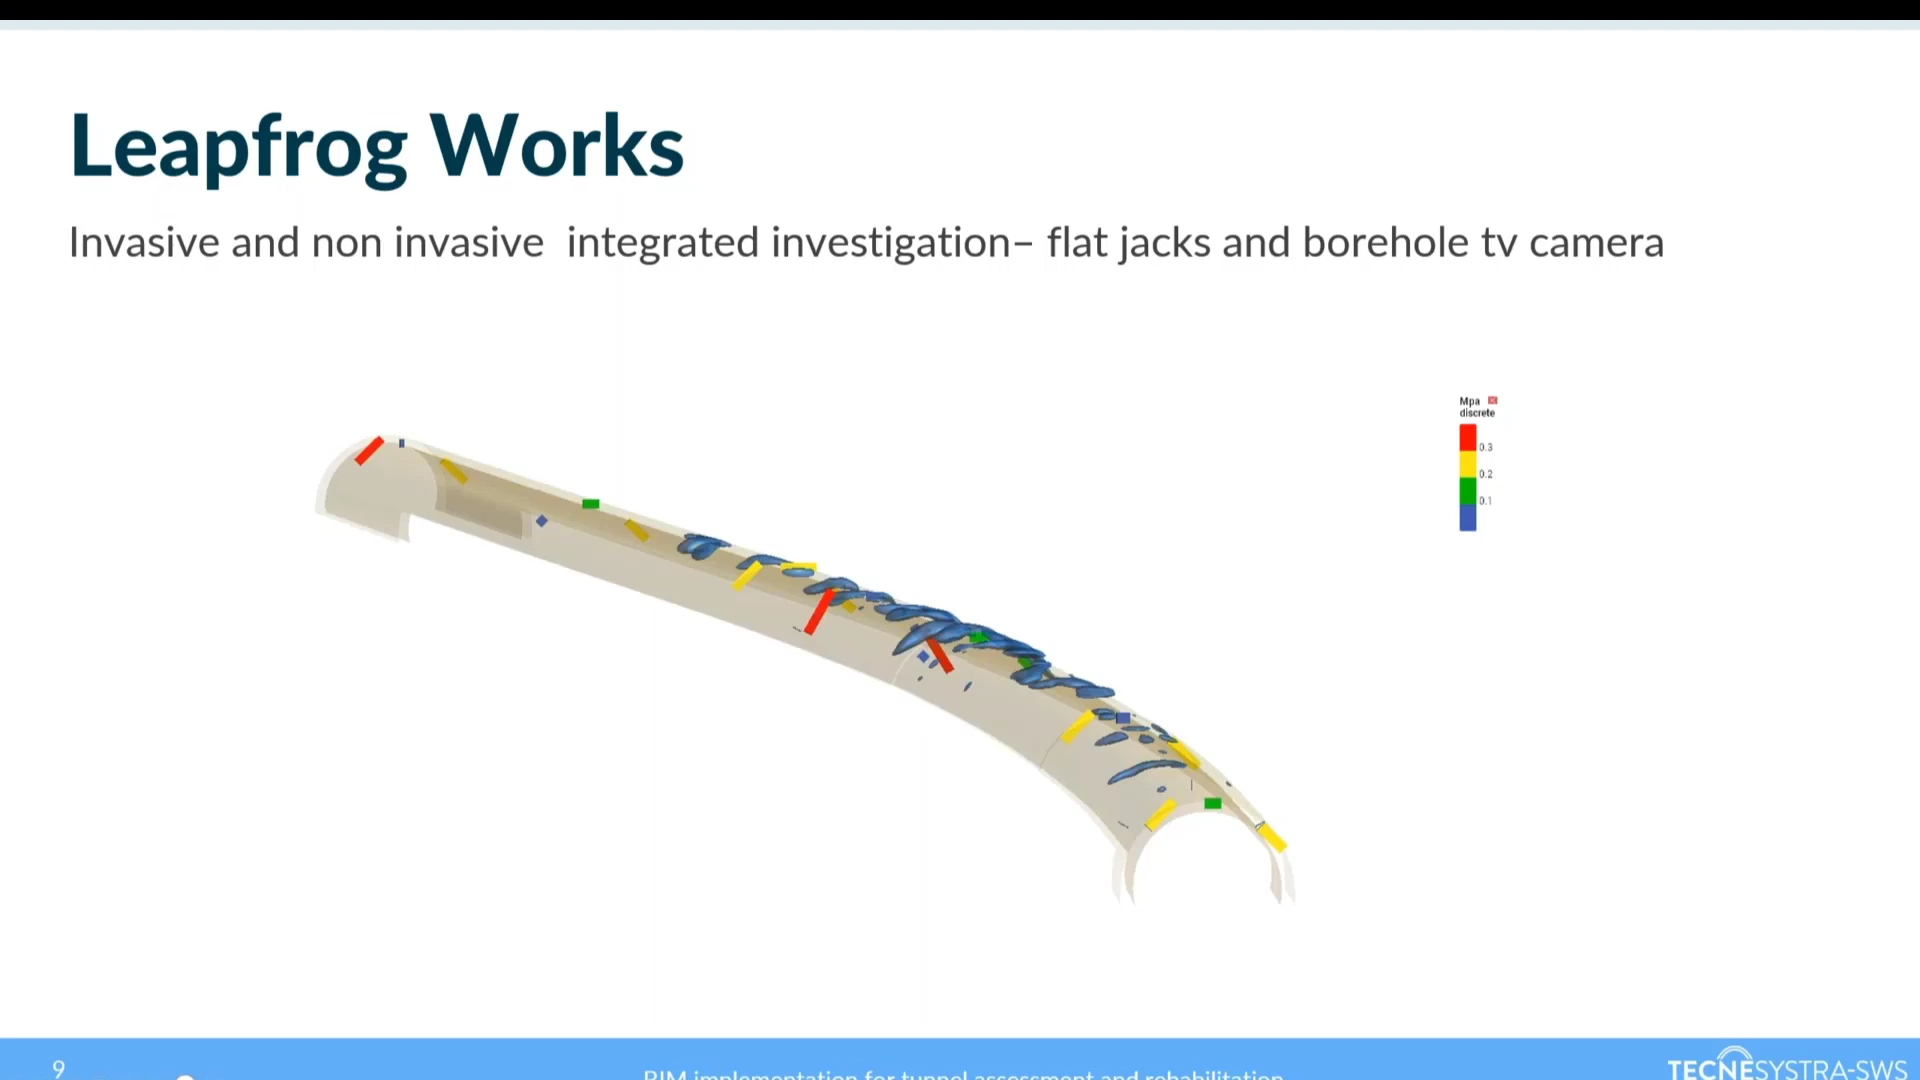 Leapfrog Works
Invasive and non invasive  integrated investigation– flat jacks and borehole tv camera
Mpa
discrete
0.3
0.2
0.1
9
BIM implementation for tunnel assessment and rehabilitation
TECNESYSTRA-SWS